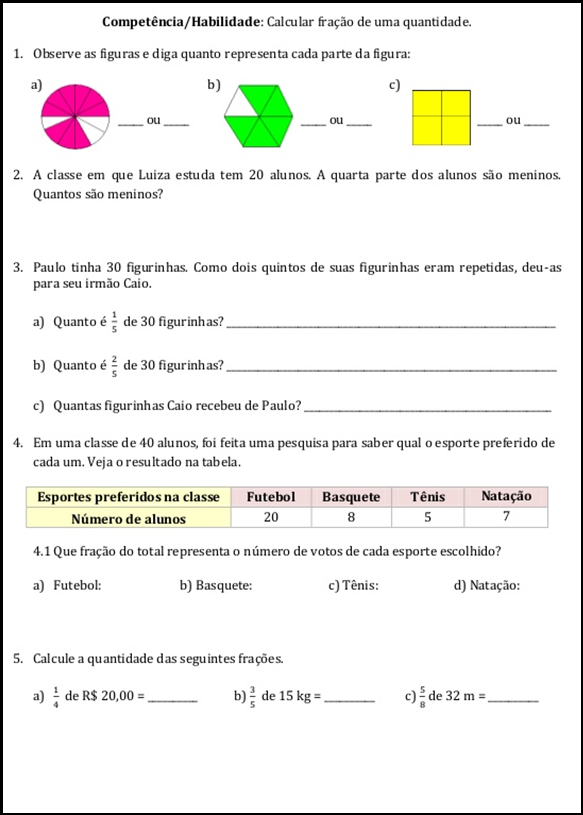 Competência/Habilidade: Calcular fração de uma quantidade.
1. Observe as figuras e diga quanto representa cada parte da figura:
a) ____ ou ____ b) ____ ou ____ c) ____ ou ____
2. A classe em que Luiza estuda tem 20 alunos. A quarta parte dos alunos são meninos.
Quantos são meninos?
3. Paulo tinha 30 figurinhas. Como dois quintos de suas figurinhas eram repetidas, deu-as
para seu irmão Caio.
a) Quanto é 1/5 de 30 figurinhas?____
b) Quanto é 2/5 de 30 figurinhas?____
c) Quantas figurinhas Caio recebeu de Paulo?____
4. Em uma classe de 40 alunos, foi feita uma pesquisa para saber qual o esporte preferido de
cada um. Veja o resultado na tabela.
Esportes preferidos na classe Futebol Basquete Tênis Natação
Número de alunos 20 8 5 7
4.1 Que fração do total representa o número de votos de cada esporte escolhido?
a) Futebol: b) Basquete: c) Tênis: d) Natação:
5. Calcule a quantidade das seguintes frações.
a) 1/4 de R$ 20,00 = ____ b) 3/5 de 15 kg = ____ c) 5/8 de 32 m = ____